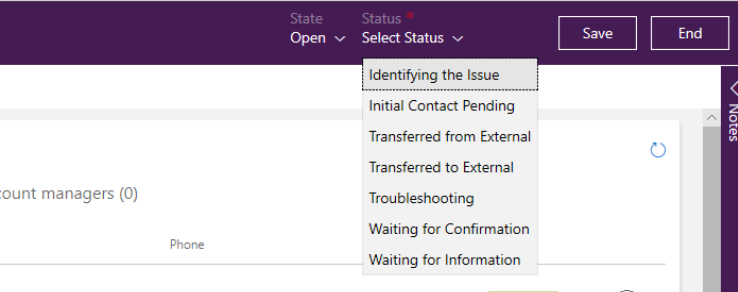 State
Status *
Open
Select Status
Save
End
Identifying the Issue
Initial Contact Pending
Transferred from External
Transferred to External
Troubleshooting
Waiting for Confirmation
Waiting for Information
Notes
count managers (0)
Phone